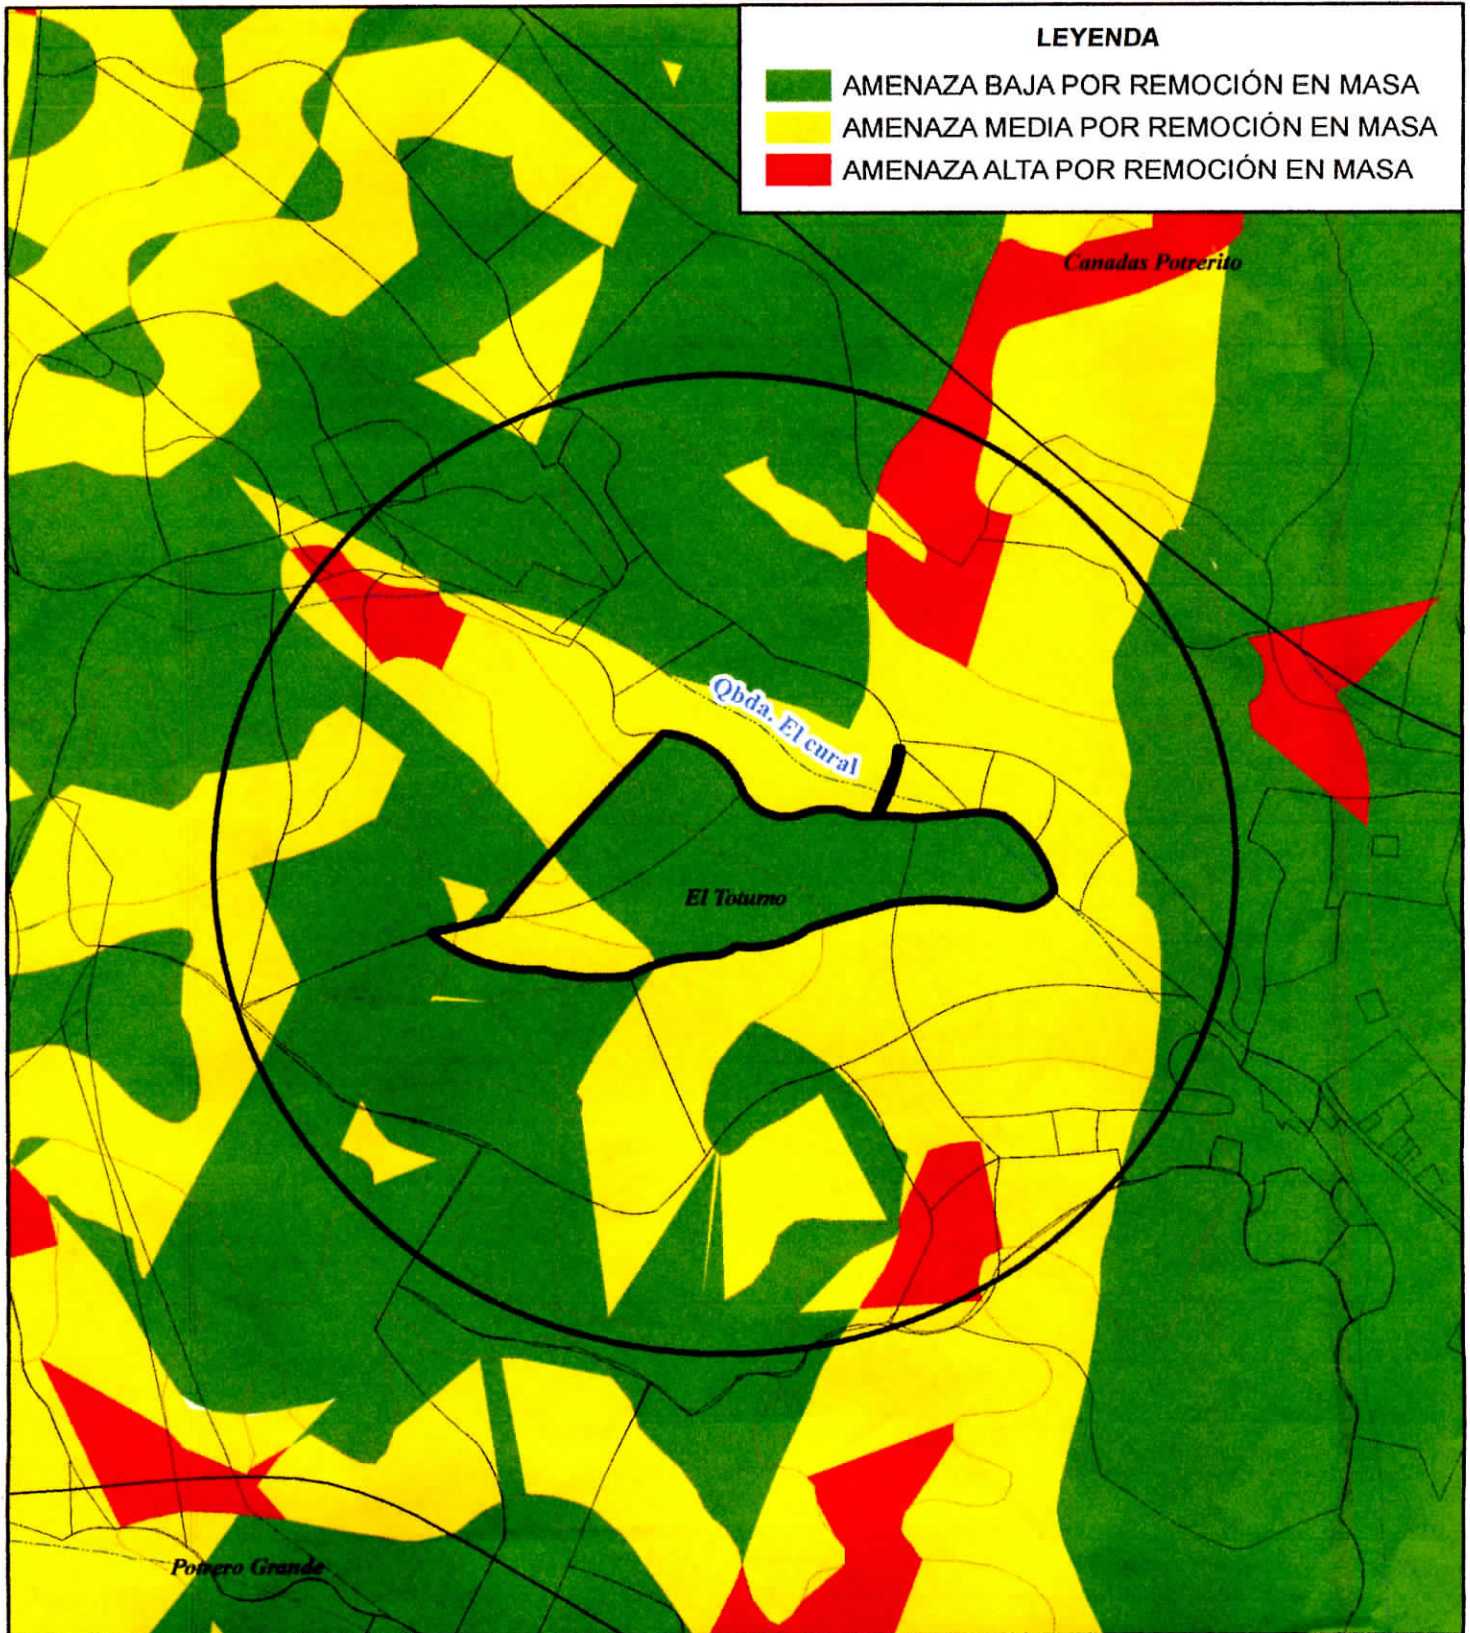 LEYENDA
AMENAZA BAJA POR REMOCIÓN EN MASA
AMENAZA MEDIA POR REMOCIÓN EN MASA
AMENAZA ALTA POR REMOCIÓN EN MASA
Canadas Potrerito
Qbda. El cural
El Totumo
Potrero Grande